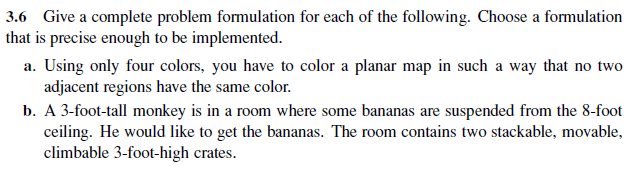 3.6 Give a complete problem formulation for each of the following. Choose a formulation
that is precise enough to be implemented.
a. Using only four colors, you have to color a planar map in such a way that no two
adjacent regions have the same color.
b. A 3-foot-tall monkey is in a room where some bananas are suspended from the 8-foot
ceiling. He would like to get the bananas. The room contains two stackable, movable,
climbable 3-foot-high crates.